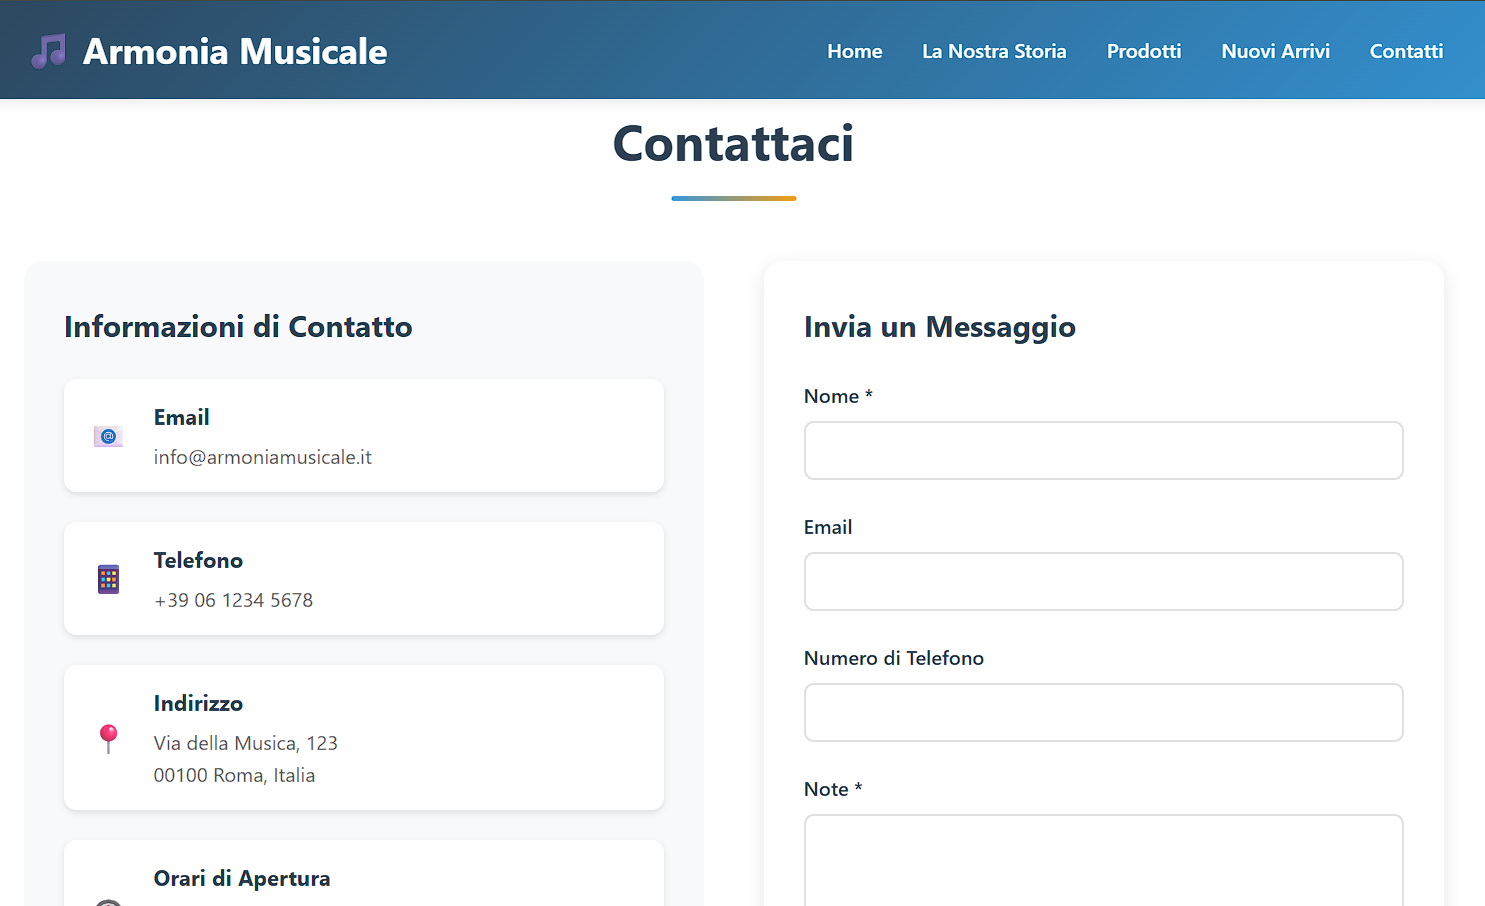 Armonia Musicale
Home
La Nostra Storia
Prodotti
Nuovi Arrivi
Contatti
Contattaci
Informazioni di Contatto
Email
info@armoniamusicale.it
Telefono
+39 06 1234 5678
Indirizzo
Via della Musica, 123
00100 Roma, Italia
Orari di Apertura
Invia un Messaggio
Nome *
Email
Numero di Telefono
Note *